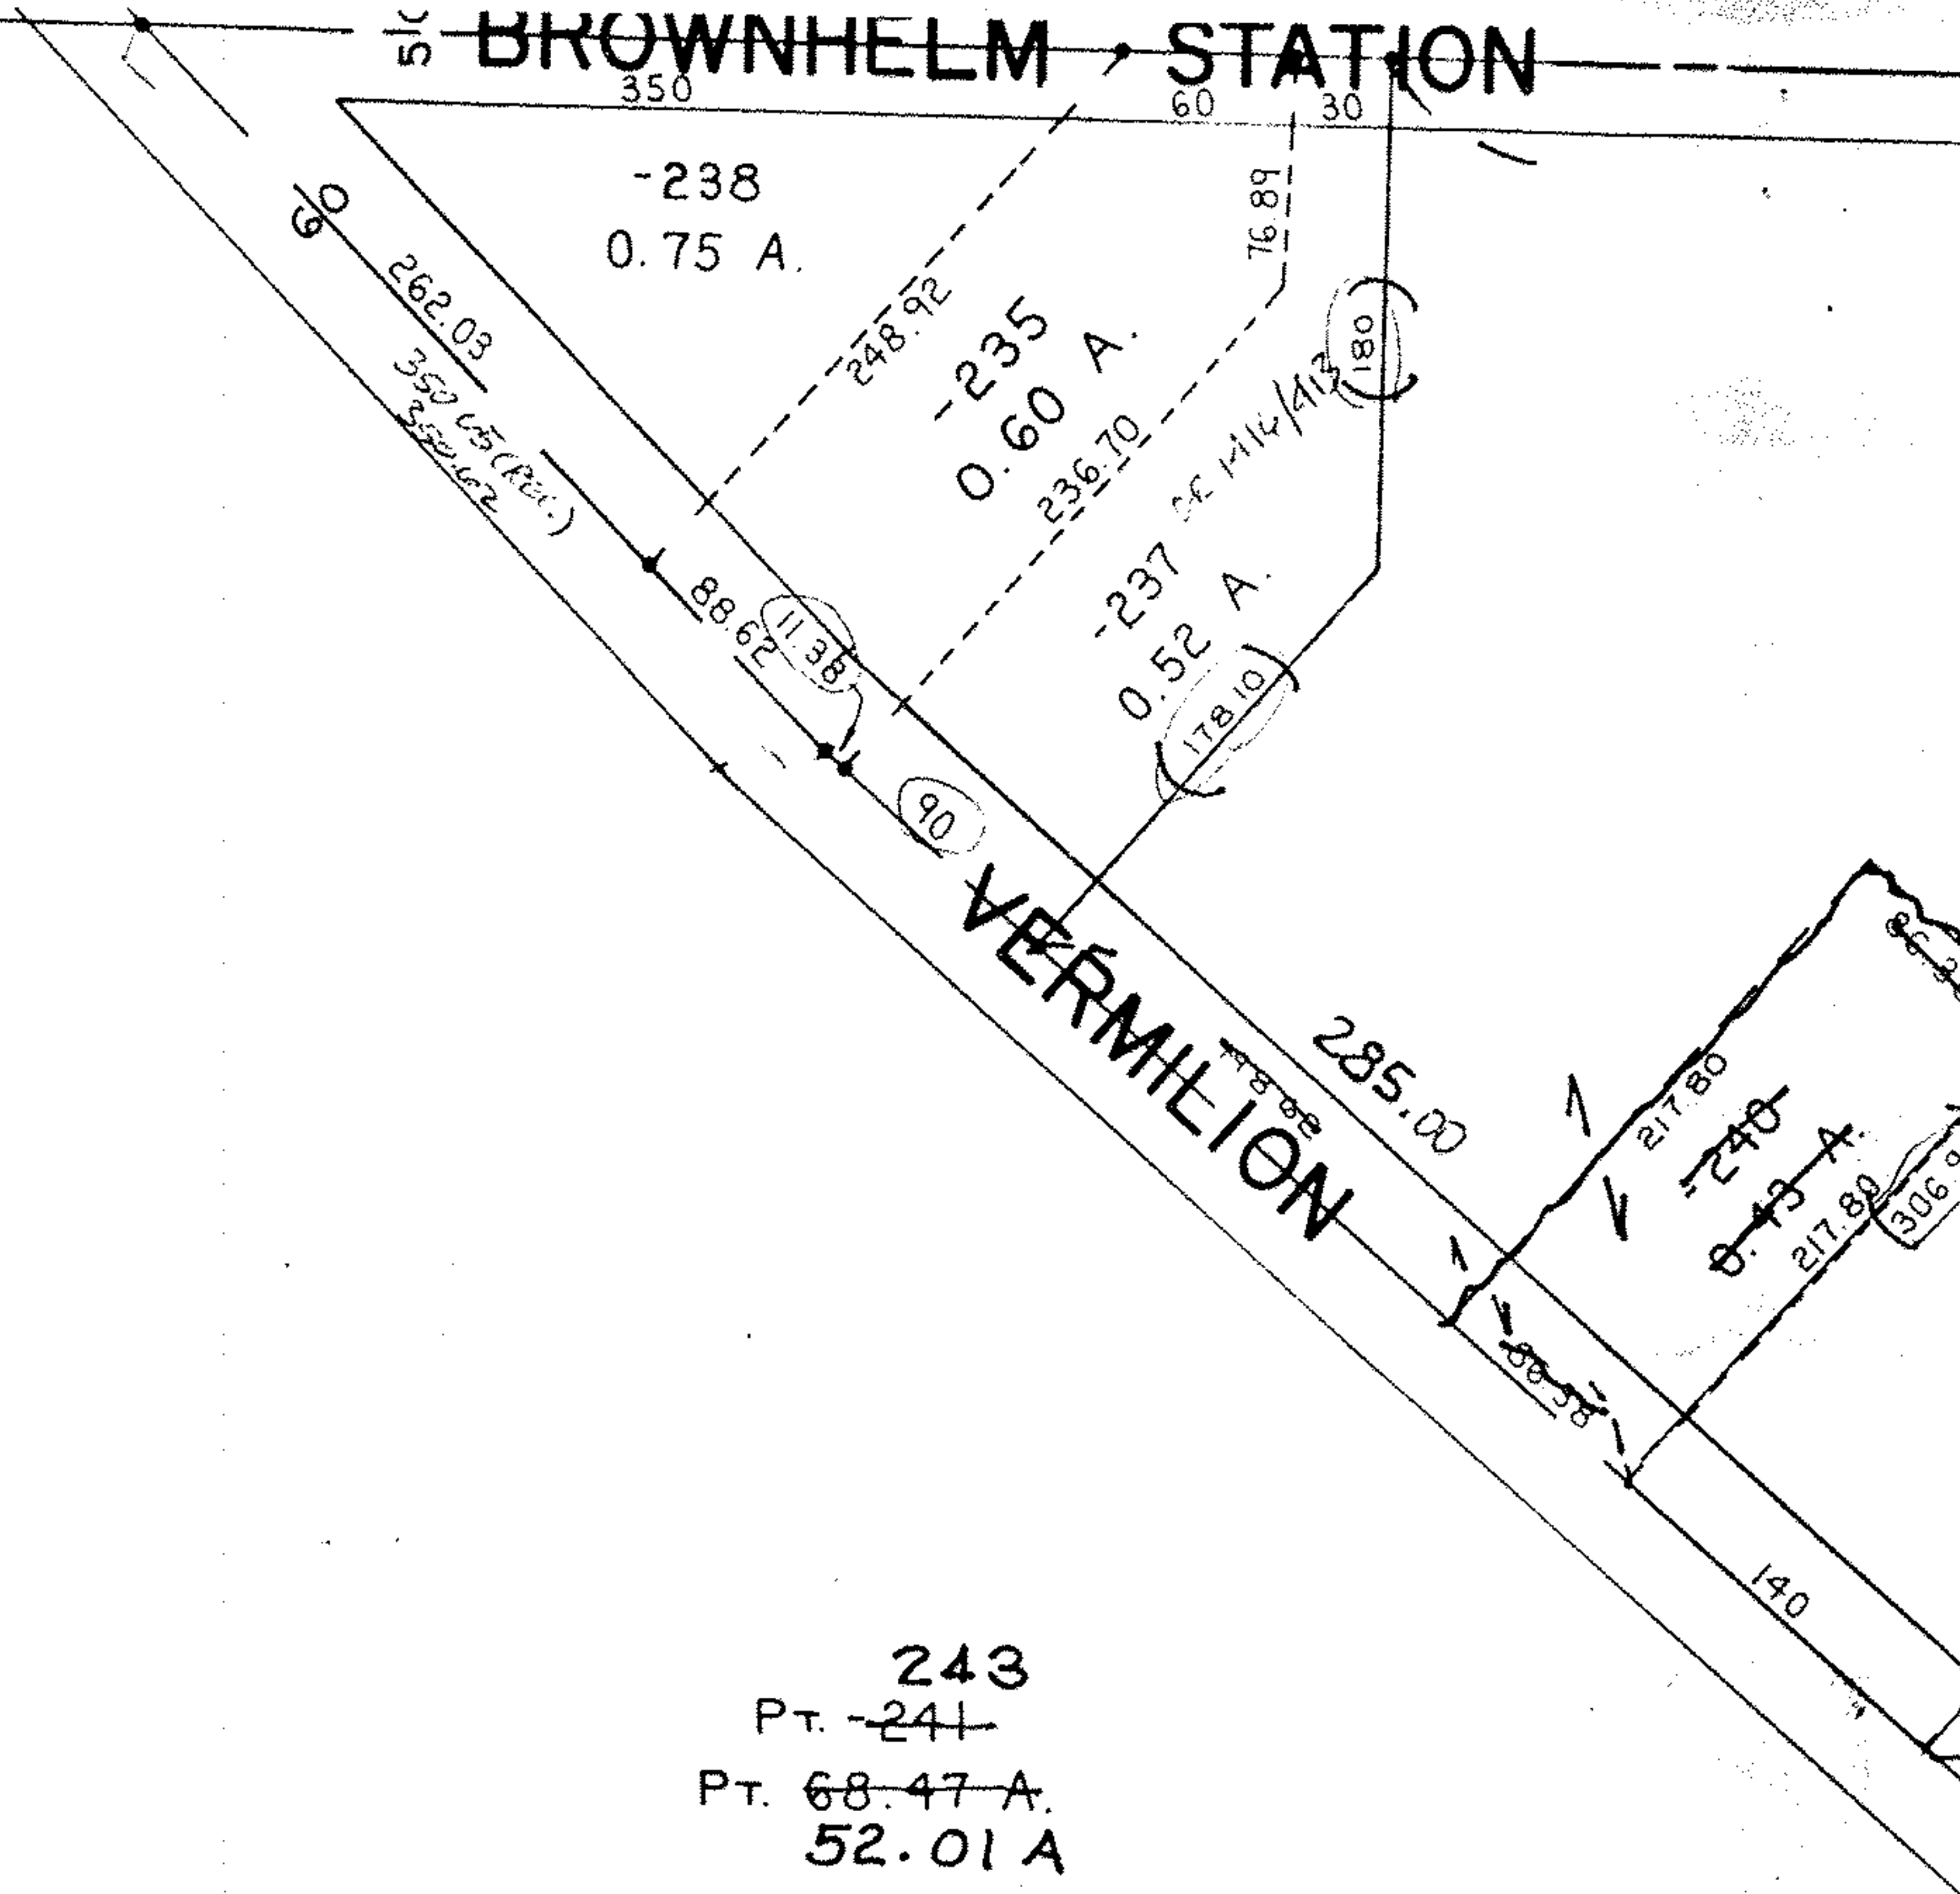 BROWNHELM STATION
350
60
30
-238
0.75 A.
76.89
60
262.03
248.92
-235
0.60 A.
180
236.70
-237
0.52 A.
88.62
11.38
178.10
90
VERMILION
285.00
217.80
-240
0.43 A.
217.80
306
140
243
PT. -241
PT. 68.47 A.
52.01 A